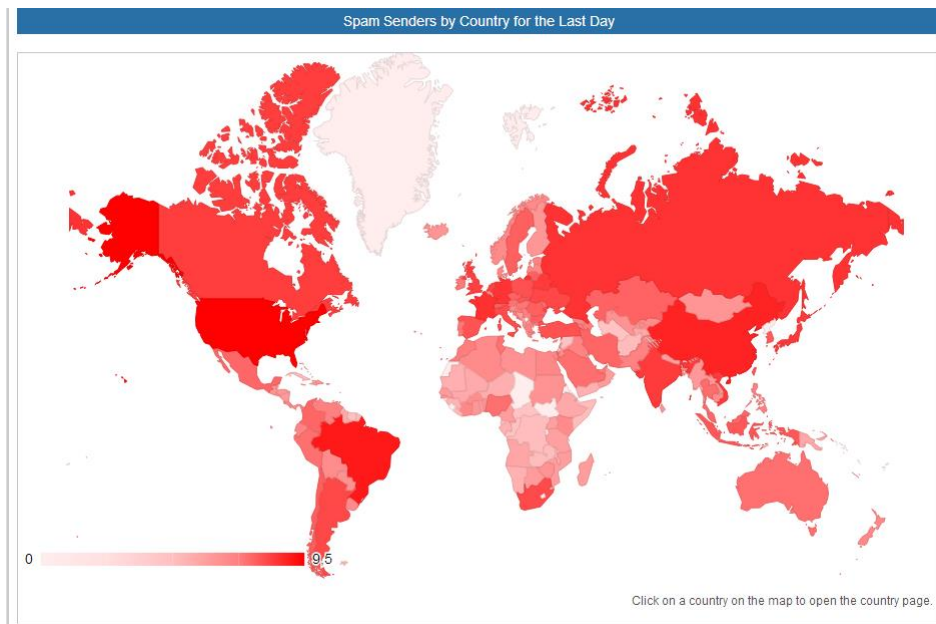 Spam Senders by Country for the Last Day
0
9.5
Click on a country on the map to open the country page.